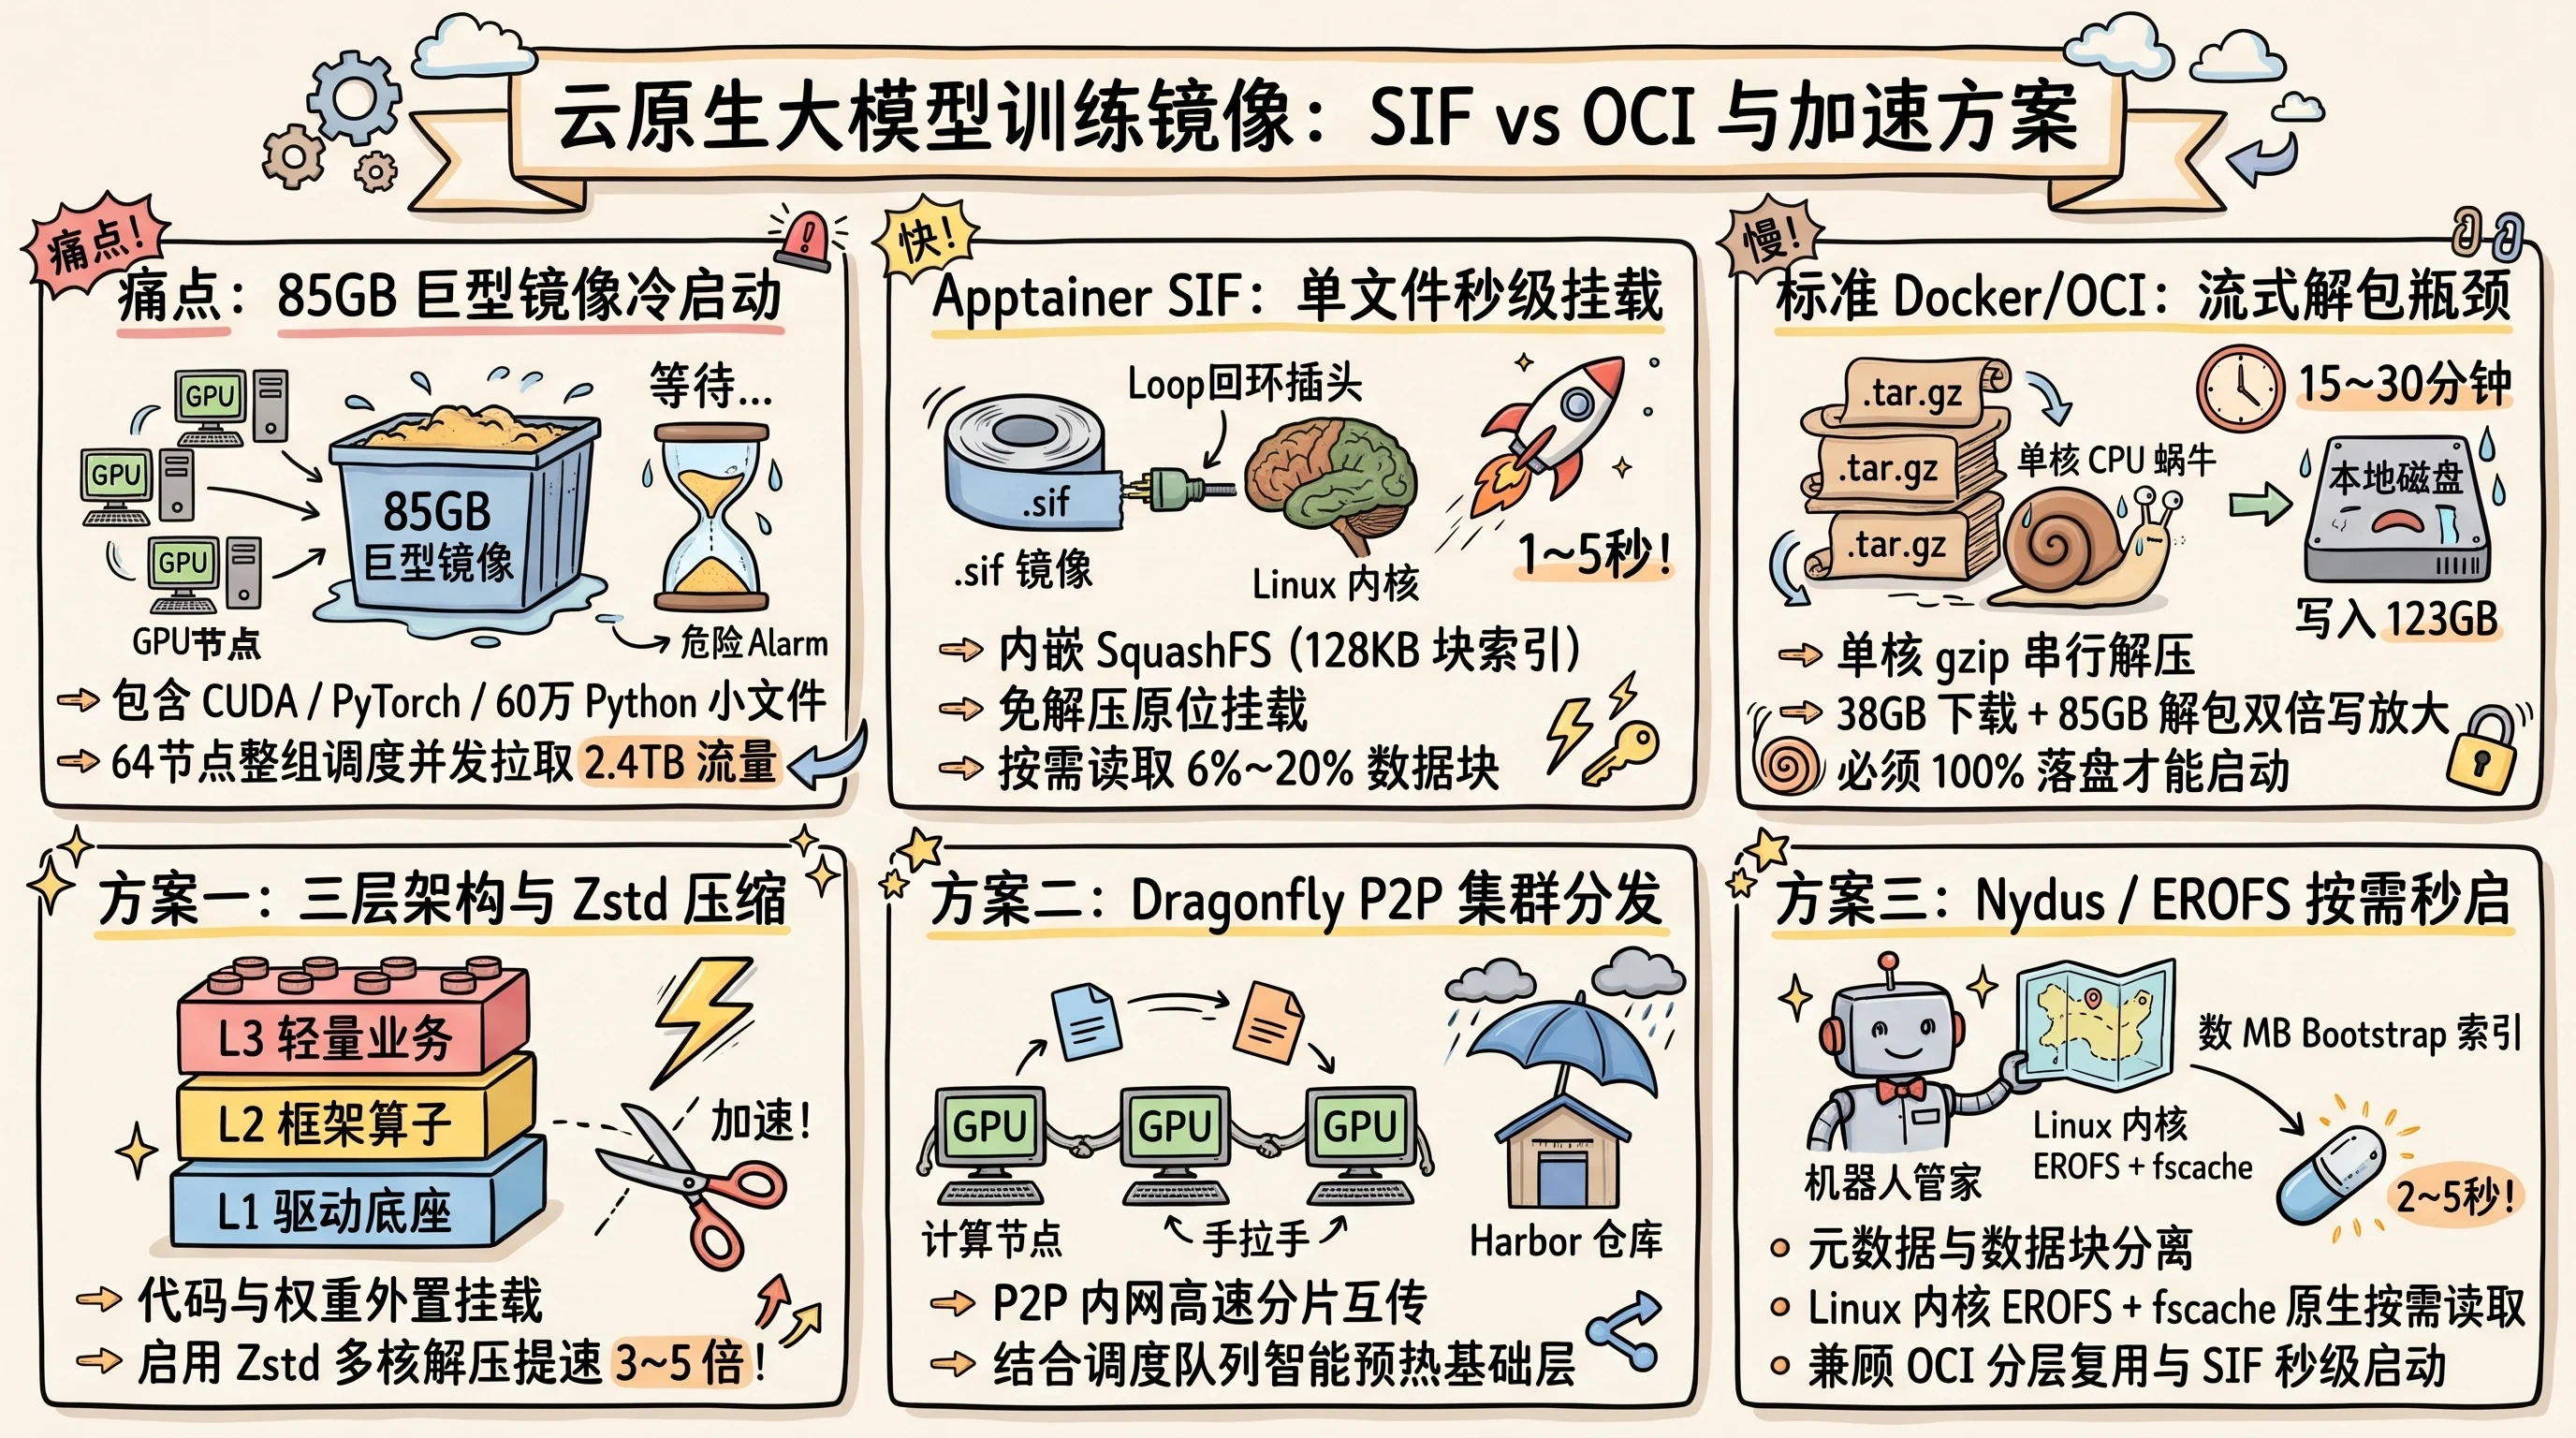 云原生大模型训练镜像：SIF vs OCI 与加速方案
痛点！
痛点：85GB 巨型镜像冷启动
GPU
GPU
GPU
GPU节点
85GB
巨型镜像
等待...
危险Alarm
包含 CUDA / PyTorch / 60万 Python 小文件
64节点整组调度并发拉取 2.4TB 流量
快！
Apptainer SIF：单文件秒级挂载
Loop回环插头
.sif
.sif 镜像
Linux 内核
1~5秒！
内嵌 SquashFS（128KB 块索引）
免解压原位挂载
按需读取 6%~20% 数据块
慢！
标准 Docker/OCI：流式解包瓶颈
.tar.gz
.tar.gz
.tar.gz
单核 CPU 蜗牛
15~30分钟
本地磁盘
写入 123GB
单核 gzip 串行解压
38GB 下载 + 85GB 解包双倍写放大
必须 100% 落盘才能启动
方案一：三层架构与 Zstd 压缩
L3 轻量业务
L2 框架算子
L1 驱动底座
加速！
代码与权重外置挂载
启用 Zstd 多核解压提速 3~5 倍！
方案二：Dragonfly P2P 集群分发
GPU
GPU
GPU
计算节点
手拉手
Harbor 仓库
P2P 内网高速分片互传
结合调度队列智能预热基础层
方案三：Nydus / EROFS 按需秒启
数 MB Bootstrap 索引
Linux 内核
EROFS + fscache
机器人管家
2~5秒！
元数据与数据块分离
Linux 内核 EROFS + fscache 原生按需读取
兼顾 OCI 分层复用与 SIF 秒级启动